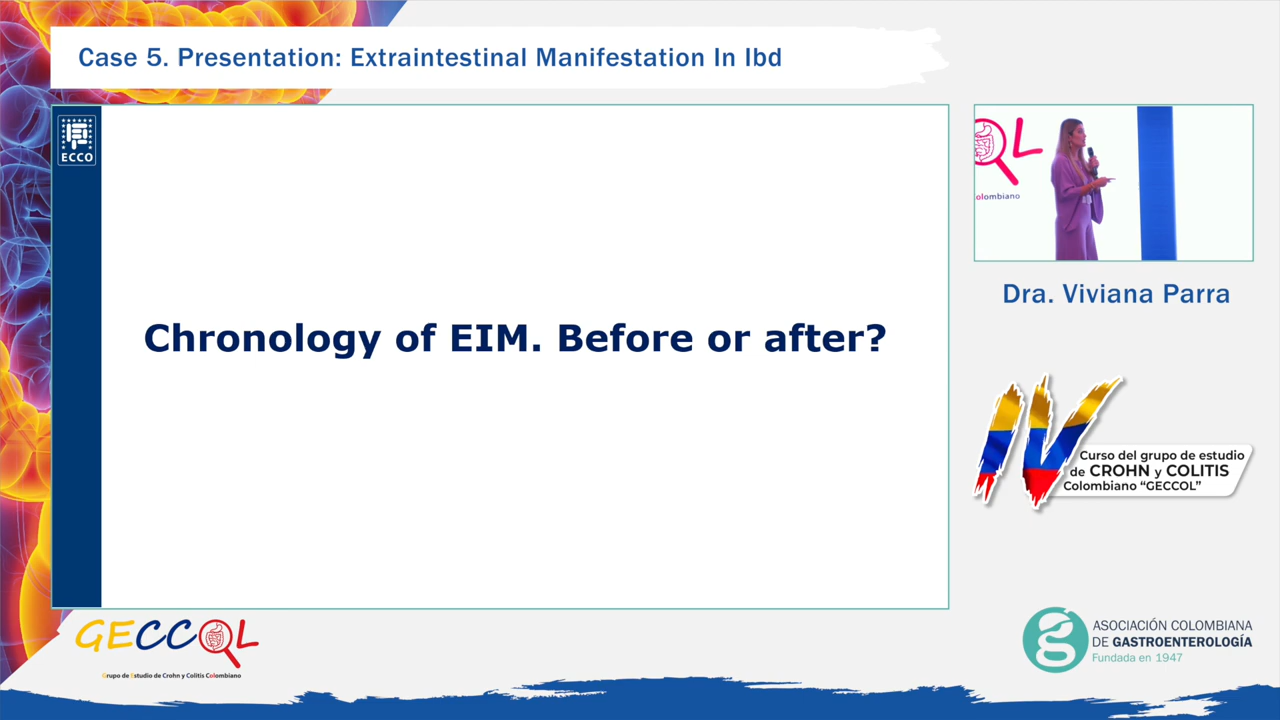 Case 5. Presentation: Extraintestinal Manifestation In Ibd
ECCO
Chronology of EIM. Before or after?
OL
olombiano
Dra. Viviana Parra
IV
Curso del grupo de estudio
de CROHN y COLITIS
Colombiano “GECCOL”
GECCOL
Grupo de Estudio de Crohn y Colitis Colombiano
ASOCIACIÓN COLOMBIANA
DE GASTROENTEROLOGÍA
Fundada en 1947